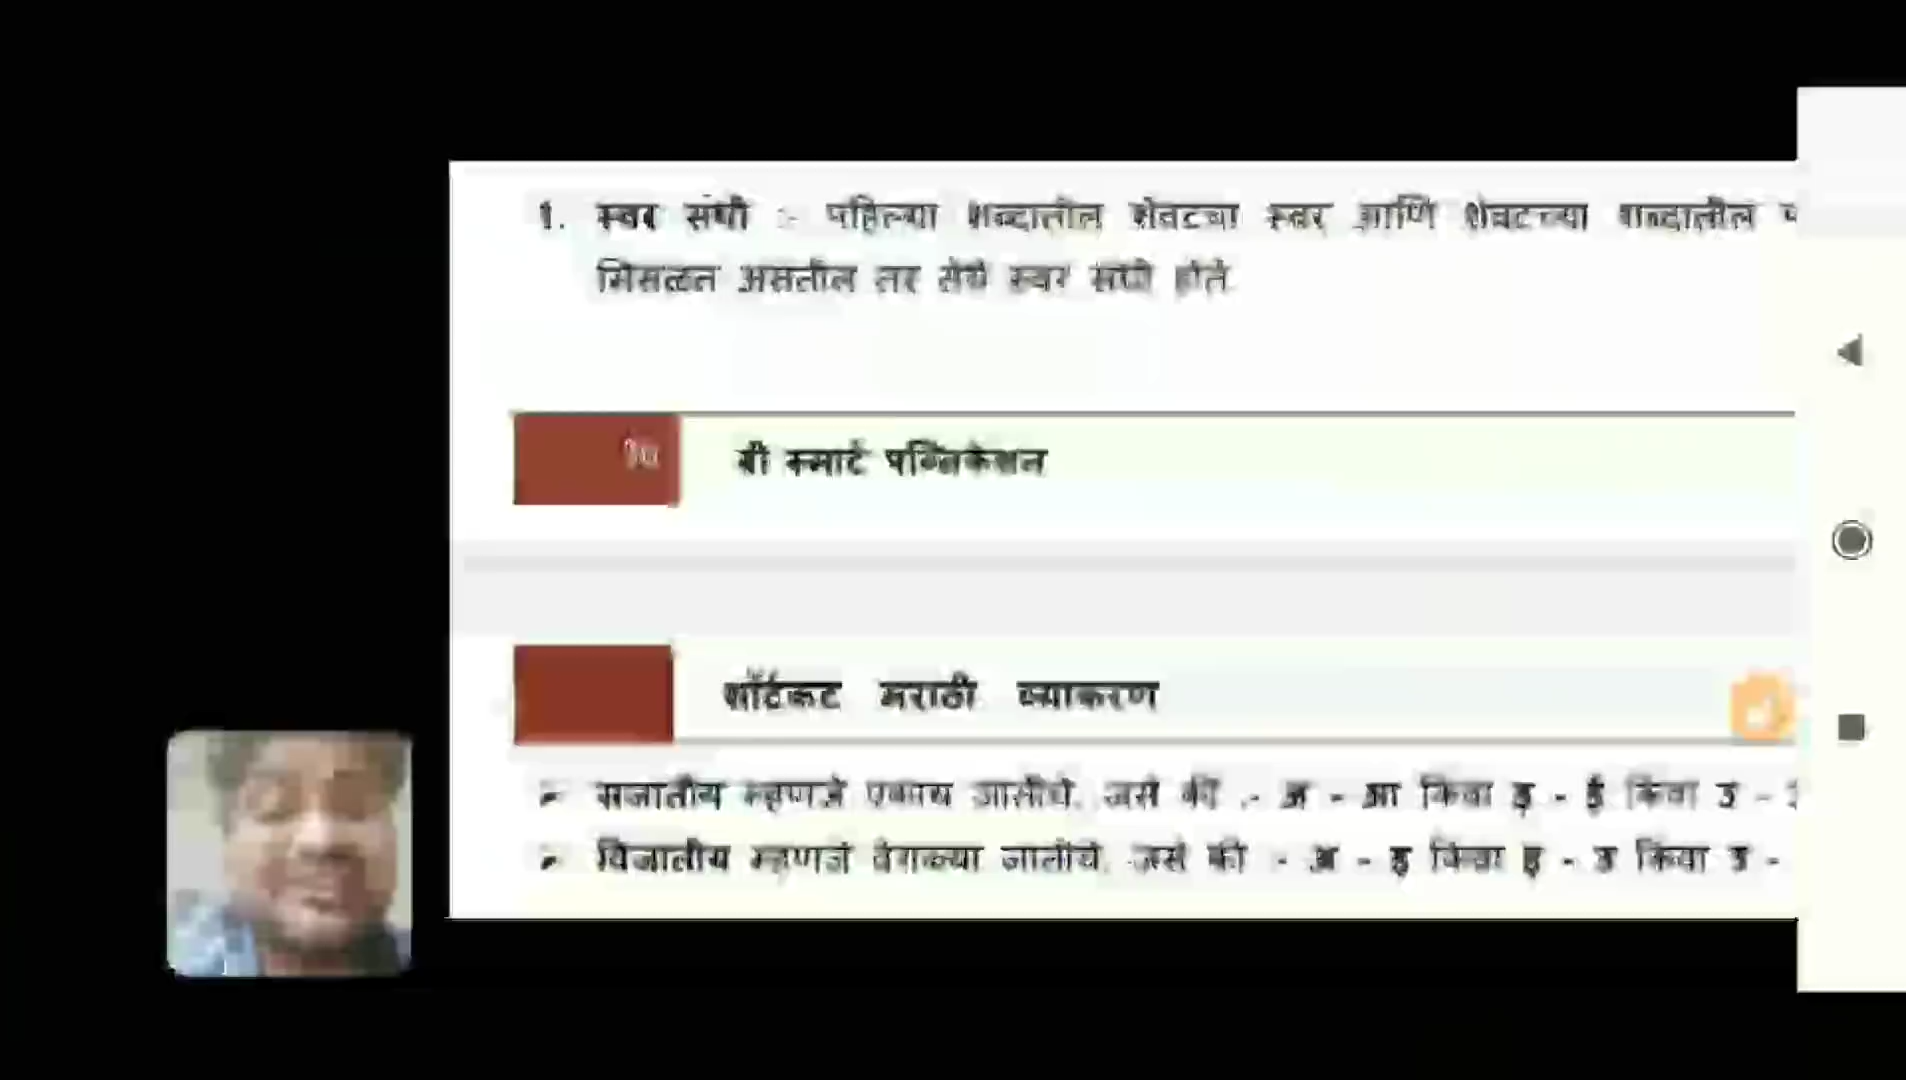 1. स्वर संधी :- पहिल्या शब्दातील शेवटचा स्वर आणि शेवटच्या शब्दातील
मिसळत असतील तर तेथे स्वर संधी होते
बी स्मार्ट पब्लिकेशन
शॉर्टकट मराठी व्याकरण
➢ सजातीय म्हणजे एकाच जातीचे. जसे की :- अ - आ किंवा इ - ई किंवा उ -
➢ विजातीय म्हणजे वेगळ्या जातीचे. जसे की :- अ - इ किंवा इ - उ किंवा उ -